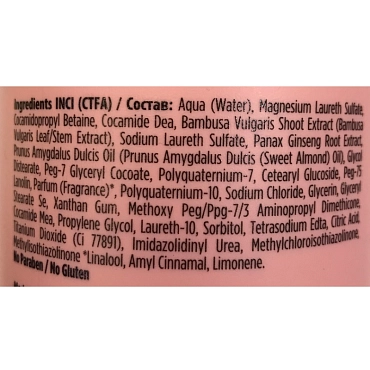 Ingredients INCI (CTFA) / Состав: Aqua (Water), Magnesium Laureth Sulfate,
Cocamidopropyl Betaine, Cocamide Dea, Bambusa Vulgaris Shoot Extract (Bambusa
Vulgaris Leaf/Stem Extract), Sodium Laureth Sulfate, Panax Ginseng Root Extract,
Prunus Amygdalus Dulcis Oil (Prunus Amygdalus Dulcis (Sweet Almond) Oil), Glycol
Distearate, Peg-7 Glyceryl Cocoate, Polyquaternium-7, Cetearyl Glucoside, Peg-75
Lanolin, Parfum (Fragrance)*, Polyquaternium-10, Sodium Chloride, Glycerin, Glyceryl
Stearate Se, Xanthan Gum, Methoxy Peg/Ppg-7/3 Aminopropyl Dimethicone,
Cocamide Mea, Propylene Glycol, Laureth-10, Sorbitol, Tetrasodium Edta, Citric Acid,
Titanium Dioxide (Ci 77891), Imidazolidinyl Urea, Methylchloroisothiazolinone,
Methylisothiazolinone *Linalool, Amyl Cinnamal, Limonene.
No Paraben / No Gluten